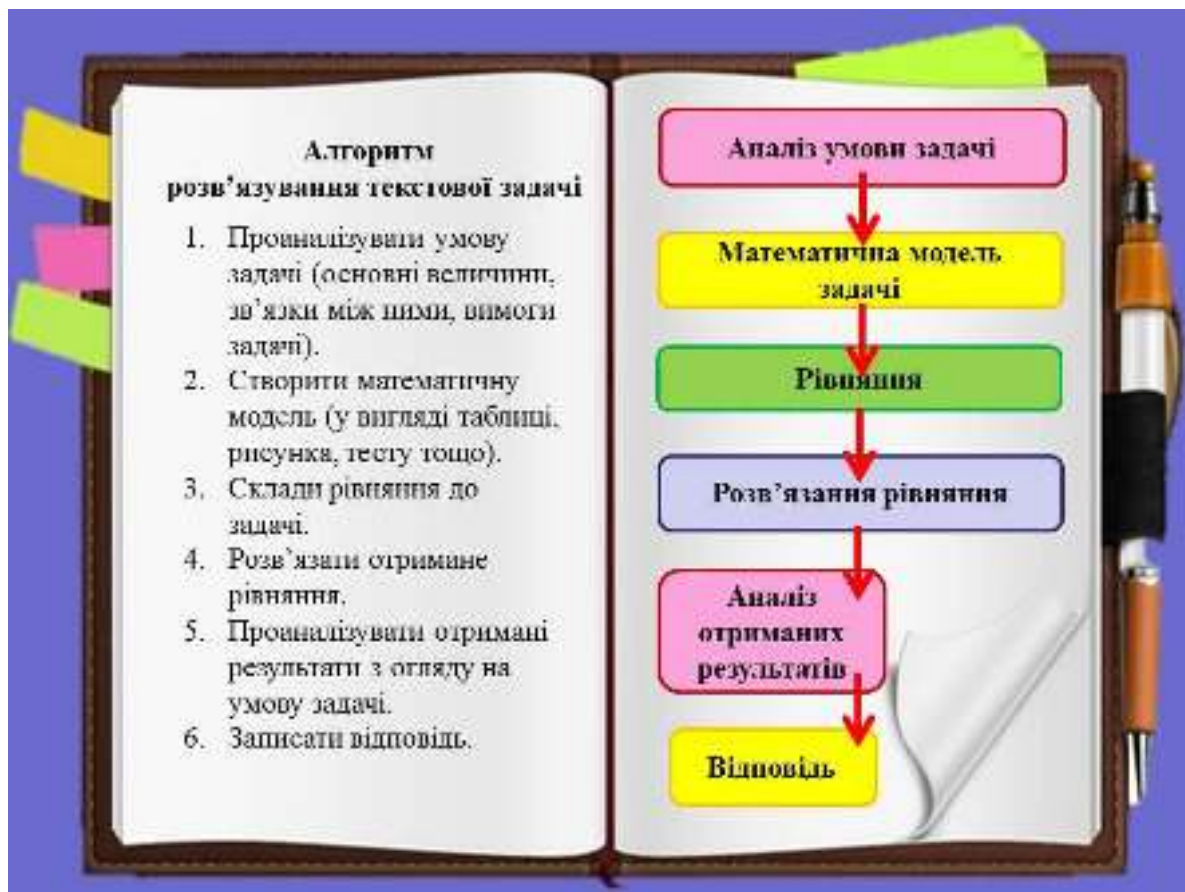 Алгоритм
розв’язування текстової задачі
1. Проаналізувати умову
задачі (основні величини,
зв’язки між ними, вимоги
задачі).
2. Створити математичну
модель (у вигляді таблиці,
рисунка, тесту тощо).
3. Склади рівняння до
задачі.
4. Розв’язати отримане
рівняння.
5. Проаналізувати отримані
результати з огляду на
умову задачі.
6. Записати відповідь.
Аналіз умови задачі
Математична модель
задачі
Рівняння
Розв’язання рівняння
Аналіз
отриманих
результатів
Відповідь